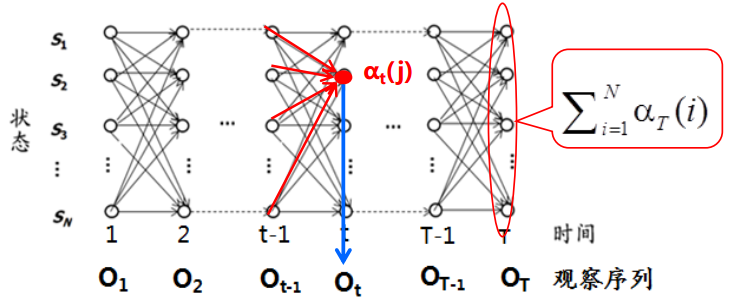 S1
S2 αt(j)
状态 S3 ... ... ∑ N i=1 αT(i)
⋮ ⋮ ⋮ ⋮ ⋮ ⋮ ⋮
SN
1 2 t-1 t T-1 T 时间
O1 O2 Ot-1 Ot OT-1 OT 观察序列